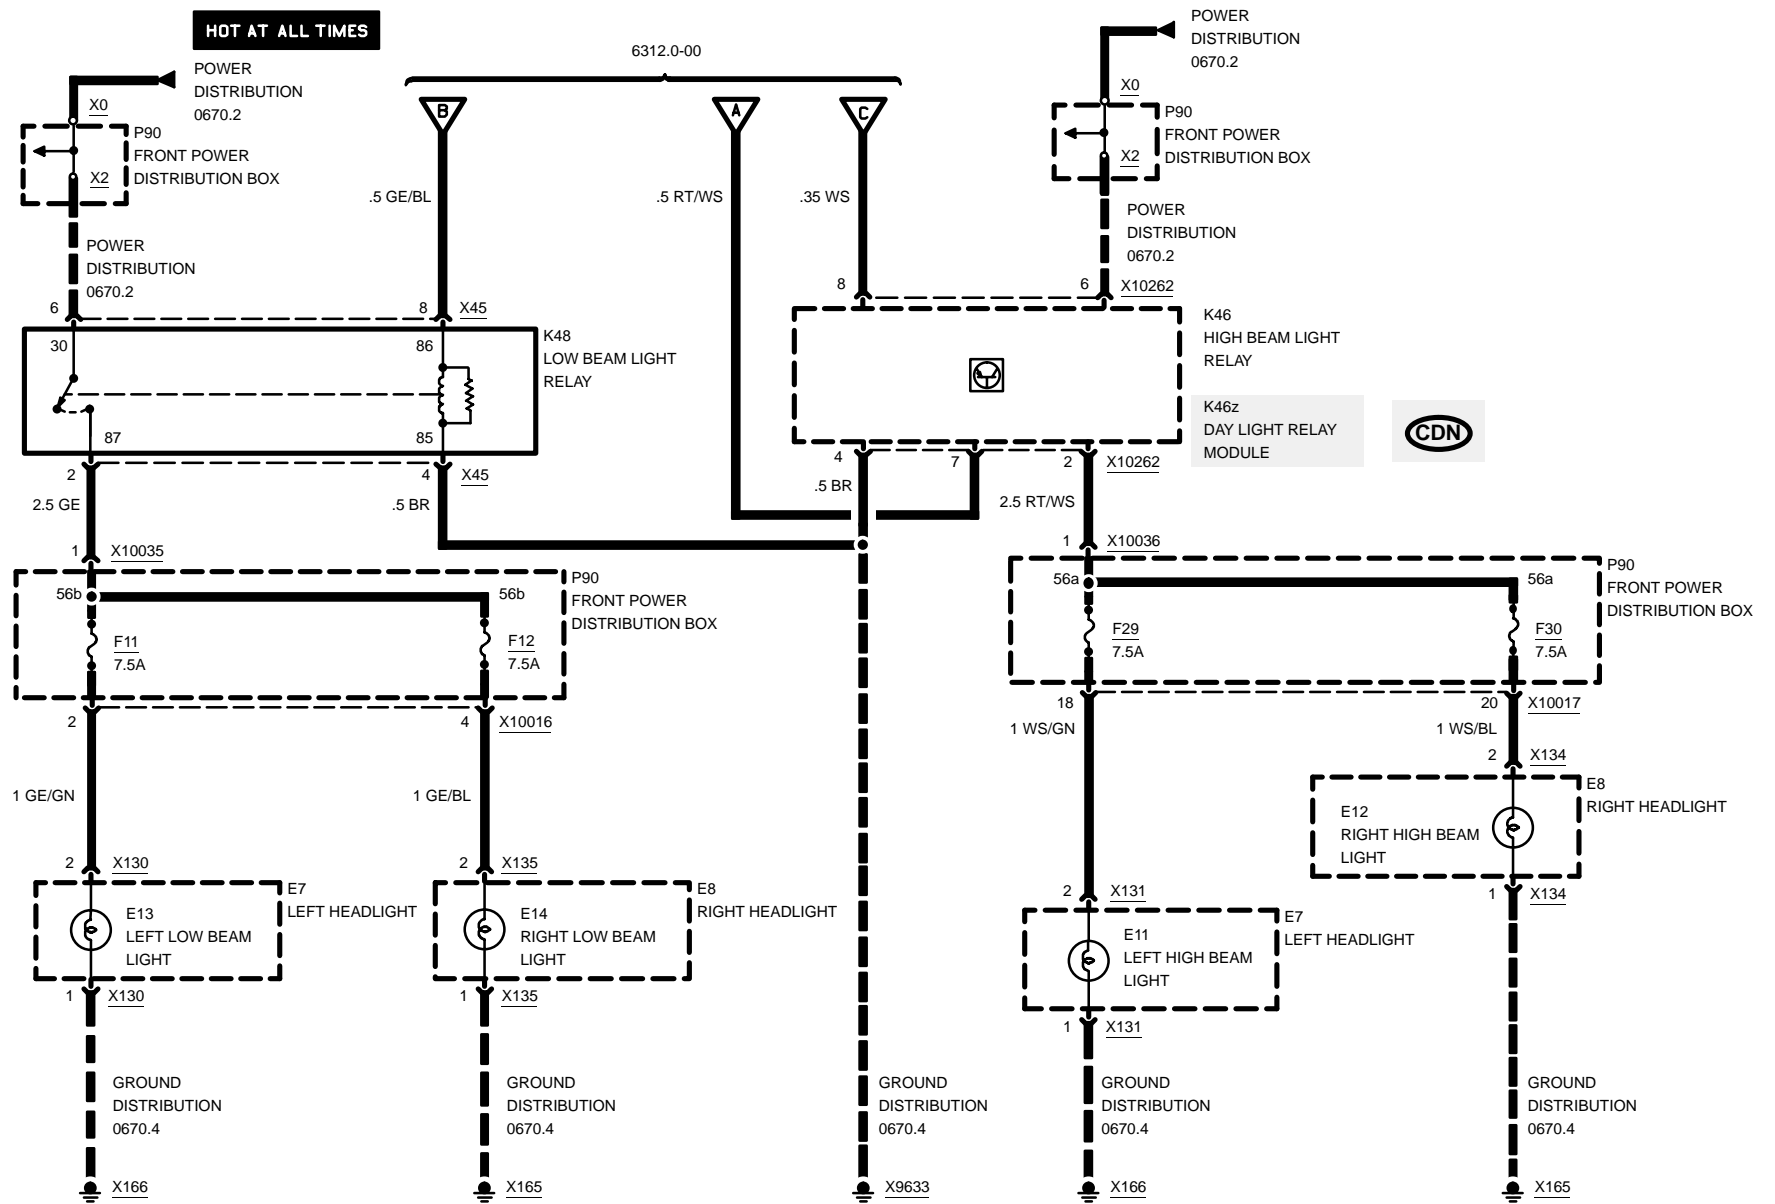 HOT AT ALL TIMES
POWER
DISTRIBUTION
0670.2
X0
P90
FRONT POWER
DISTRIBUTION BOX
X2
POWER
DISTRIBUTION
0670.2
6312.0-00
B
A
C
.5 GE/BL
.5 RT/WS
.35 WS
POWER
DISTRIBUTION
0670.2
X0
P90
FRONT POWER
DISTRIBUTION BOX
X2
POWER
DISTRIBUTION
0670.2
6
8
X45
30
86
K48
LOW BEAM LIGHT
RELAY
87
85
2
4
X45
2.5 GE
.5 BR
8
6
X10262
K46
HIGH BEAM LIGHT
RELAY
K46z
DAY LIGHT RELAY
MODULE
CDN
4
7
2
X10262
.5 BR
2.5 RT/WS
1
X10035
56b
56b
P90
FRONT POWER
DISTRIBUTION BOX
F11
7.5A
F12
7.5A
2
4
X10016
1 GE/GN
1 GE/BL
1
X10036
56a
56a
P90
FRONT POWER
DISTRIBUTION BOX
F29
7.5A
F30
7.5A
18
20
X10017
1 WS/GN
1 WS/BL
2
X134
E8
RIGHT HEADLIGHT
E12
RIGHT HIGH BEAM
LIGHT
1
X134
2
X130
E7
LEFT HEADLIGHT
E13
LEFT LOW BEAM
LIGHT
1
X130
2
X135
E8
RIGHT HEADLIGHT
E14
RIGHT LOW BEAM
LIGHT
1
X135
2
X131
E7
LEFT HEADLIGHT
E11
LEFT HIGH BEAM
LIGHT
1
X131
GROUND
DISTRIBUTION
0670.4
GROUND
DISTRIBUTION
0670.4
GROUND
DISTRIBUTION
0670.4
GROUND
DISTRIBUTION
0670.4
GROUND
DISTRIBUTION
0670.4
X166
X165
X9633
X166
X165